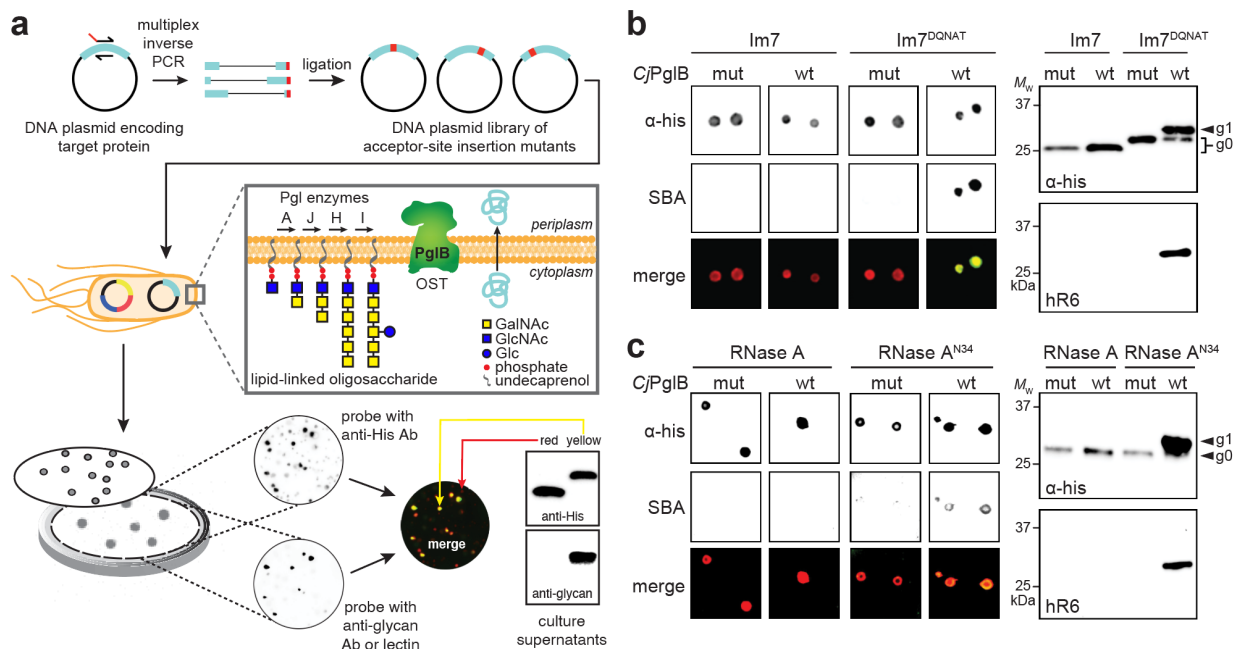 a
multiplex
inverse
PCR
ligation
DNA plasmid encoding
target protein
DNA plasmid library of
acceptor-site insertion mutants
Pgl enzymes
A J H I
periplasm
PglB
cytoplasm
OST
GalNAc
GlcNAc
Glc
phosphate
undecaprenol
lipid-linked oligosaccharide
probe with
anti-His Ab
red yellow
anti-His
merge
anti-glycan
probe with
anti-glycan
Ab or lectin
culture
supernatants
b
Im7 Im7DQNAT
CjPglB mut wt mut wt
α-his
SBA
merge
Im7 Im7DQNAT
Mw mut wt mut wt
37
25
g1
g0
α-his
37
25
kDa
hR6
c
RNase A RNase AN34
CjPglB mut wt mut wt
α-his
SBA
merge
RNase A RNase AN34
Mw mut wt mut wt
37
25
g1
g0
α-his
37
25
kDa
hR6